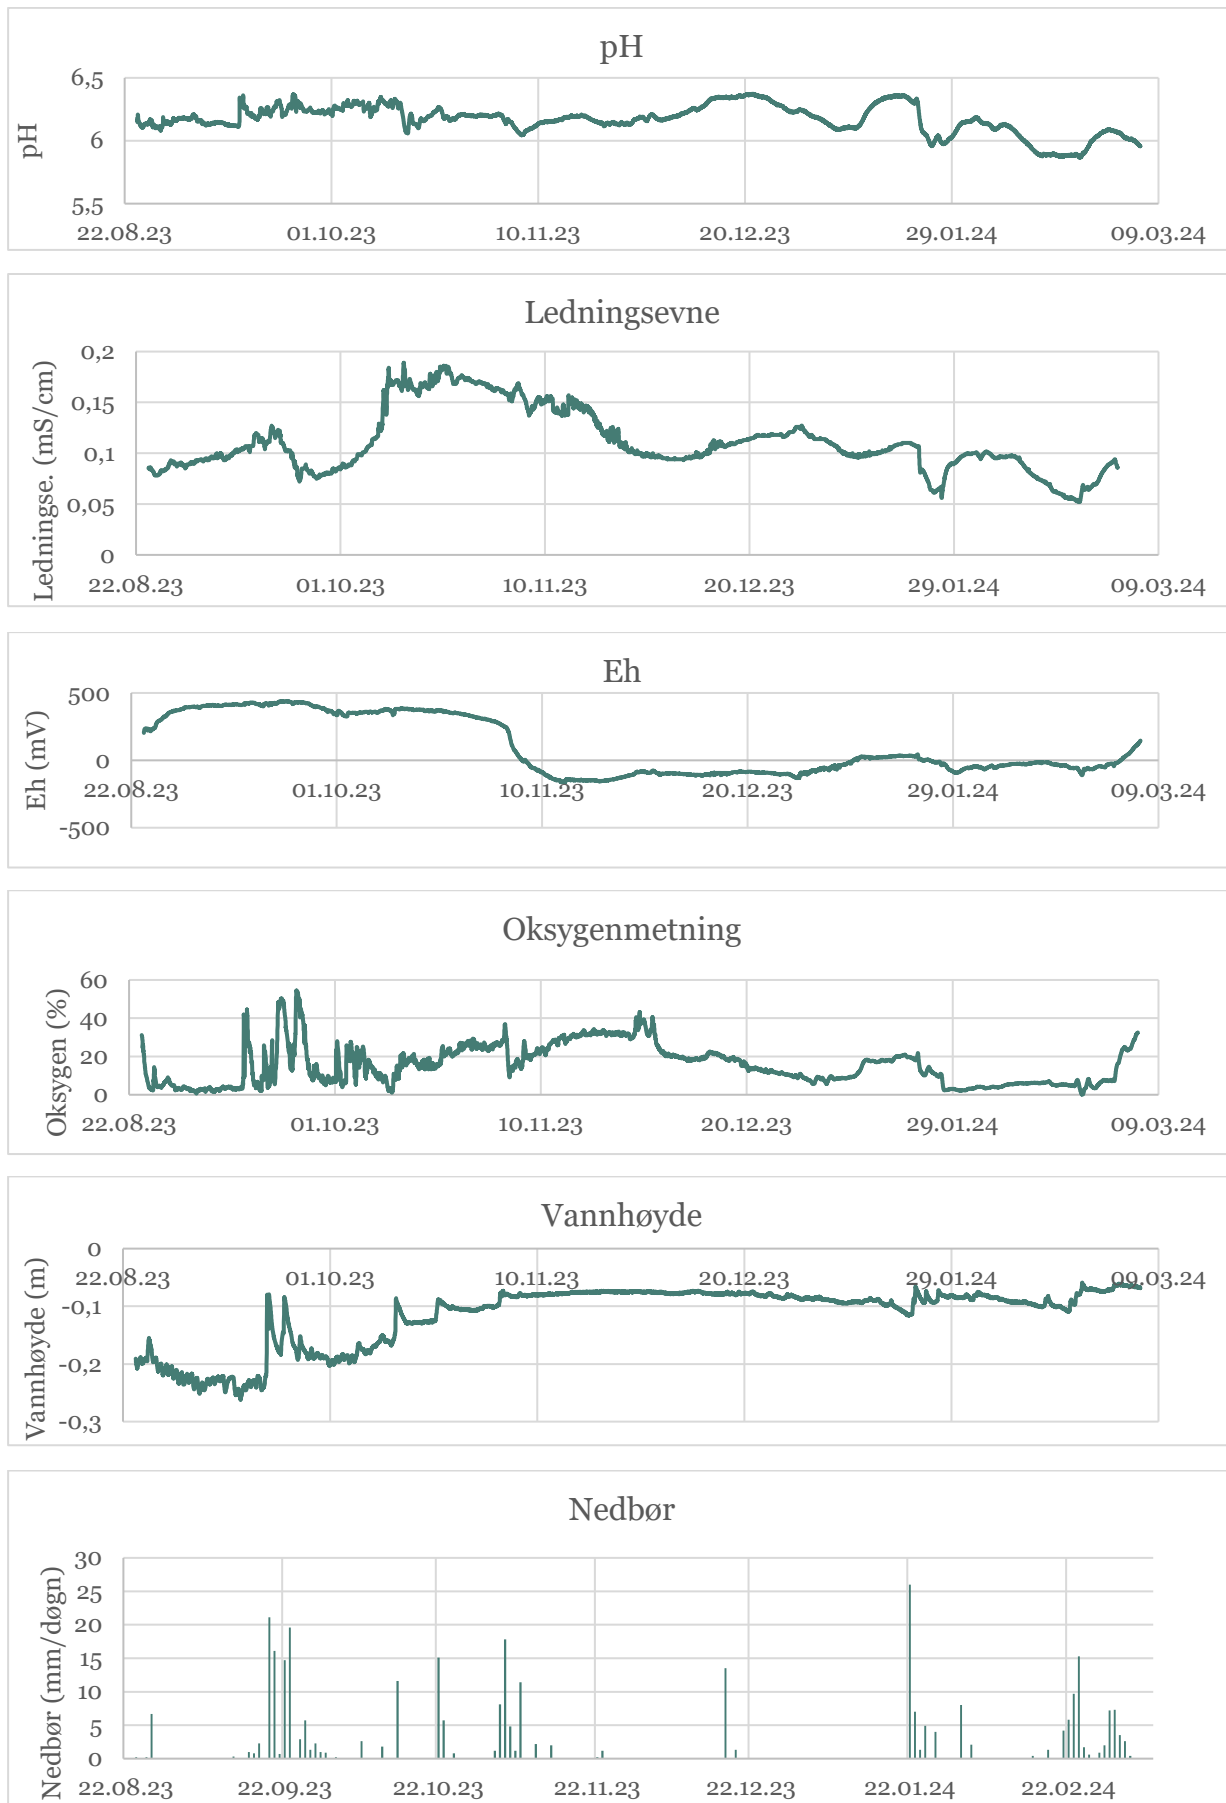 pH
pH
6,5
6
5,5
22.08.23 01.10.23 10.11.23 20.12.23 29.01.24 09.03.24
Ledningsevne
Ledningse. (mS/cm)
0,2
0,15
0,1
0,05
0
22.08.23 01.10.23 10.11.23 20.12.23 29.01.24 09.03.24
Eh
Eh (mV)
500
0
22.08.23 01.10.23 10.11.23 20.12.23 29.01.24 09.03.24
-500
Oksygenmetning
Oksygen (%)
60
40
20
0
22.08.23 01.10.23 10.11.23 20.12.23 29.01.24 09.03.24
Vannhøyde
Vannhøyde (m)
0
22.08.23 01.10.23 10.11.23 20.12.23 29.01.24 09.03.24
-0,1
-0,2
-0,3
Nedbør
Nedbør (mm/døgn)
30
25
20
15
10
5
0
22.08.23 22.09.23 22.10.23 22.11.23 22.12.23 22.01.24 22.02.24